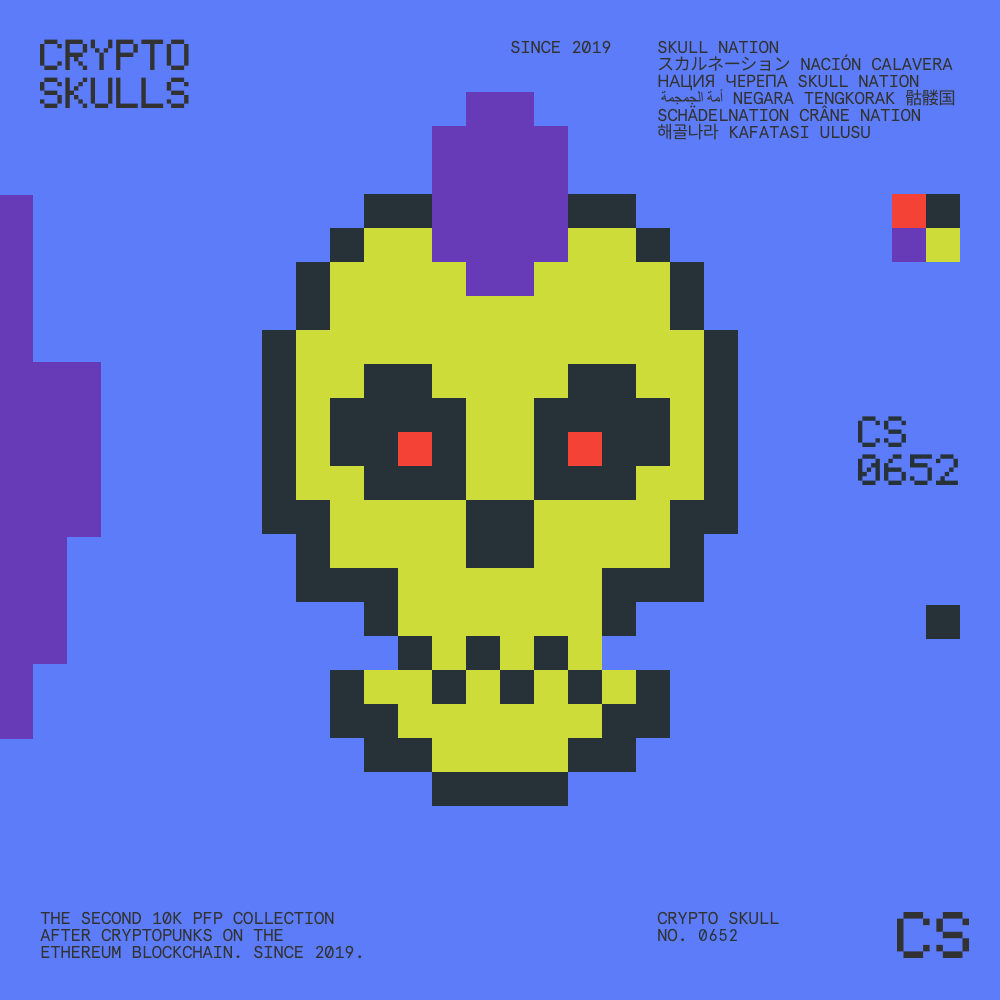 CRYPTO
SKULLS
SINCE 2019
SKULL NATION
スカルネーション NACIÓN CALAVERA
НАЦИЯ ЧЕРЕПА SKULL NATION
أمة الجمجمة NEGARA TENGKORAK 骷髅国
SCHÄDELNATION CRÂNE NATION
해골나라 KAFATASI ULUSU
CS
0652
THE SECOND 10K PFP COLLECTION
AFTER CRYPTOPUNKS ON THE
ETHEREUM BLOCKCHAIN. SINCE 2019.
CRYPTO SKULL
NO. 0652
CS